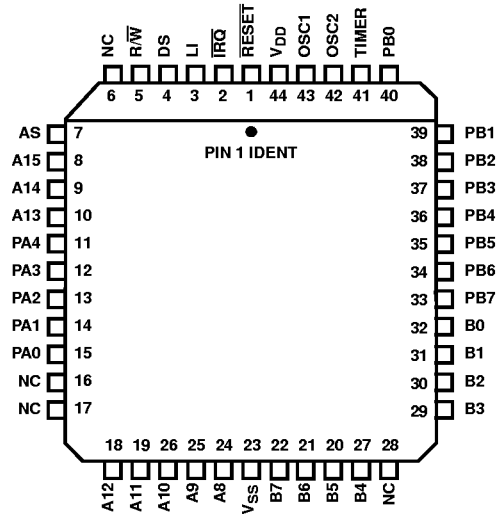 NC R/W DS LI IRQ RESET VDD OSC1 OSC2 TIMER PB0
6 5 4 3 2 1 44 43 42 41 40
AS 7 39 PB1
PIN 1 IDENT
A15 8 38 PB2
A14 9 37 PB3
A13 10 36 PB4
PA4 11 35 PB5
PA3 12 34 PB6
PA2 13 33 PB7
PA1 14 32 B0
PA0 15 31 B1
NC 16 30 B2
NC 17 29 B3
18 19 26 25 24 23 22 21 20 27 28
A12 A11 A10 A9 A8 VSS B7 B6 B5 B4 NC